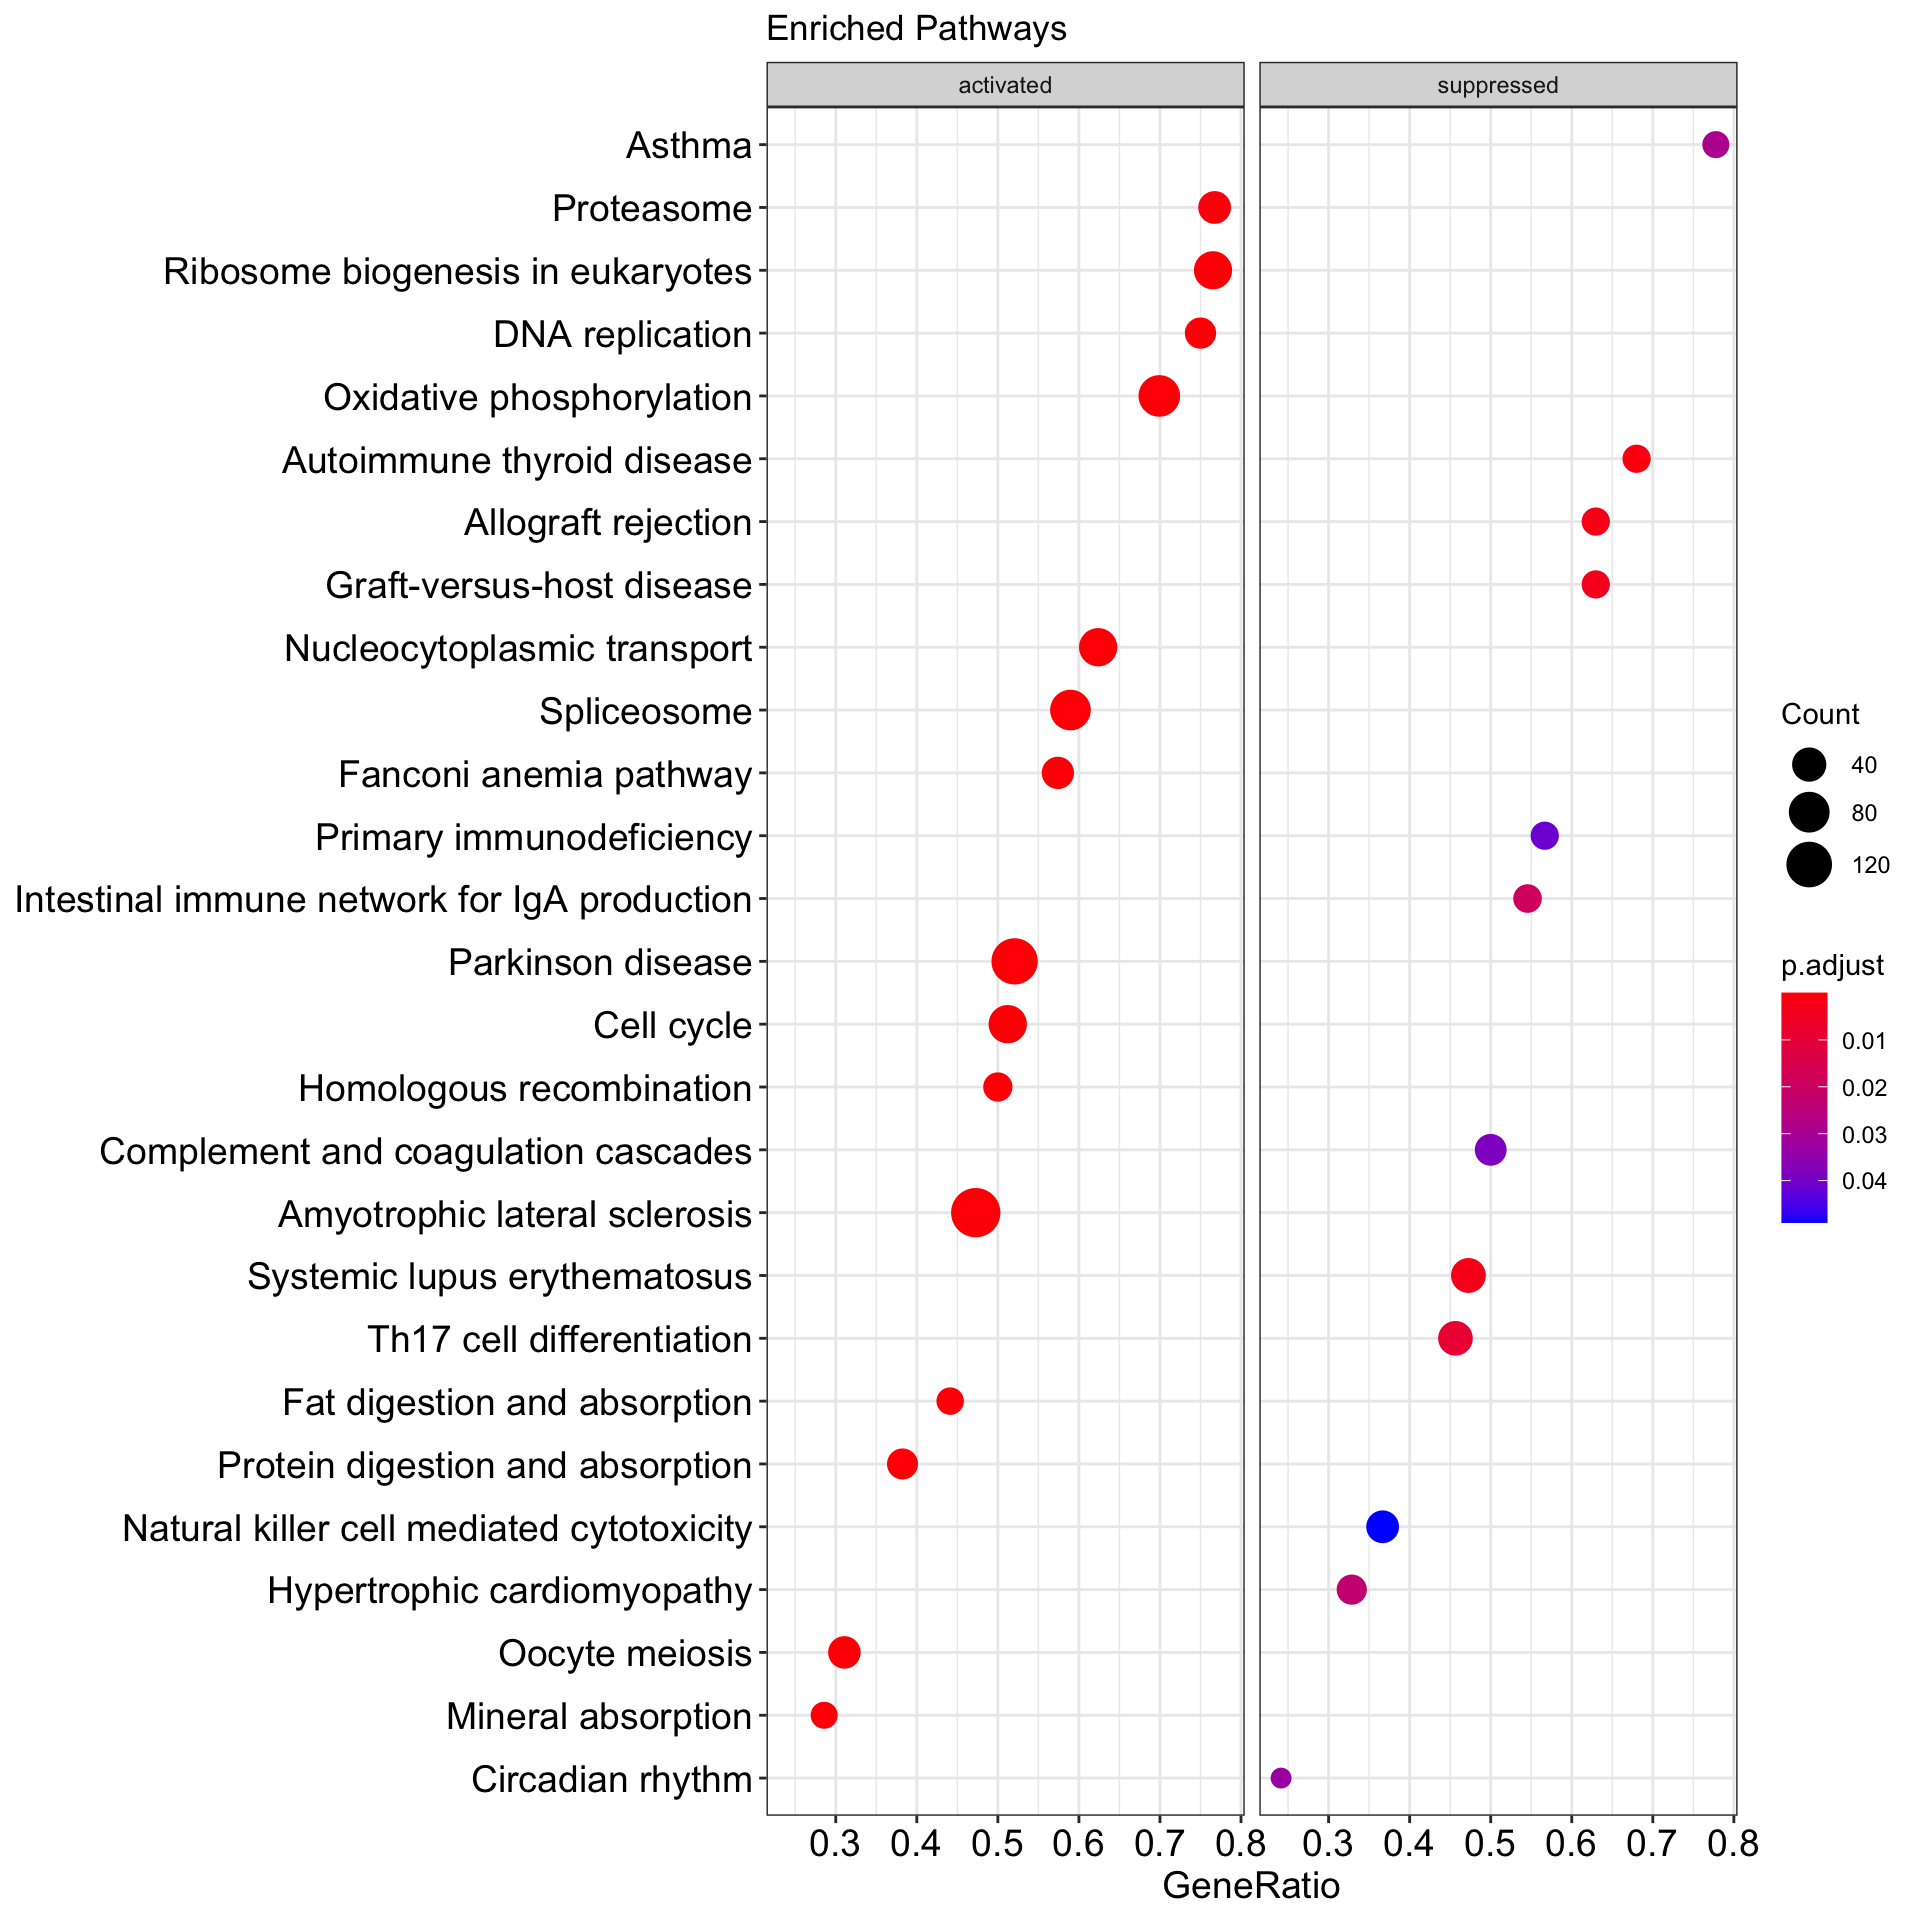 Enriched Pathways
activated
suppressed
Asthma
Proteasome
Ribosome biogenesis in eukaryotes
DNA replication
Oxidative phosphorylation
Autoimmune thyroid disease
Allograft rejection
Graft-versus-host disease
Nucleocytoplasmic transport
Spliceosome
Fanconi anemia pathway
Primary immunodeficiency
Intestinal immune network for IgA production
Parkinson disease
Cell cycle
Homologous recombination
Complement and coagulation cascades
Amyotrophic lateral sclerosis
Systemic lupus erythematosus
Th17 cell differentiation
Fat digestion and absorption
Protein digestion and absorption
Natural killer cell mediated cytotoxicity
Hypertrophic cardiomyopathy
Oocyte meiosis
Mineral absorption
Circadian rhythm
0.3 0.4 0.5 0.6 0.7 0.8
0.3 0.4 0.5 0.6 0.7 0.8
GeneRatio
Count
40
80
120
p.adjust
0.01
0.02
0.03
0.04